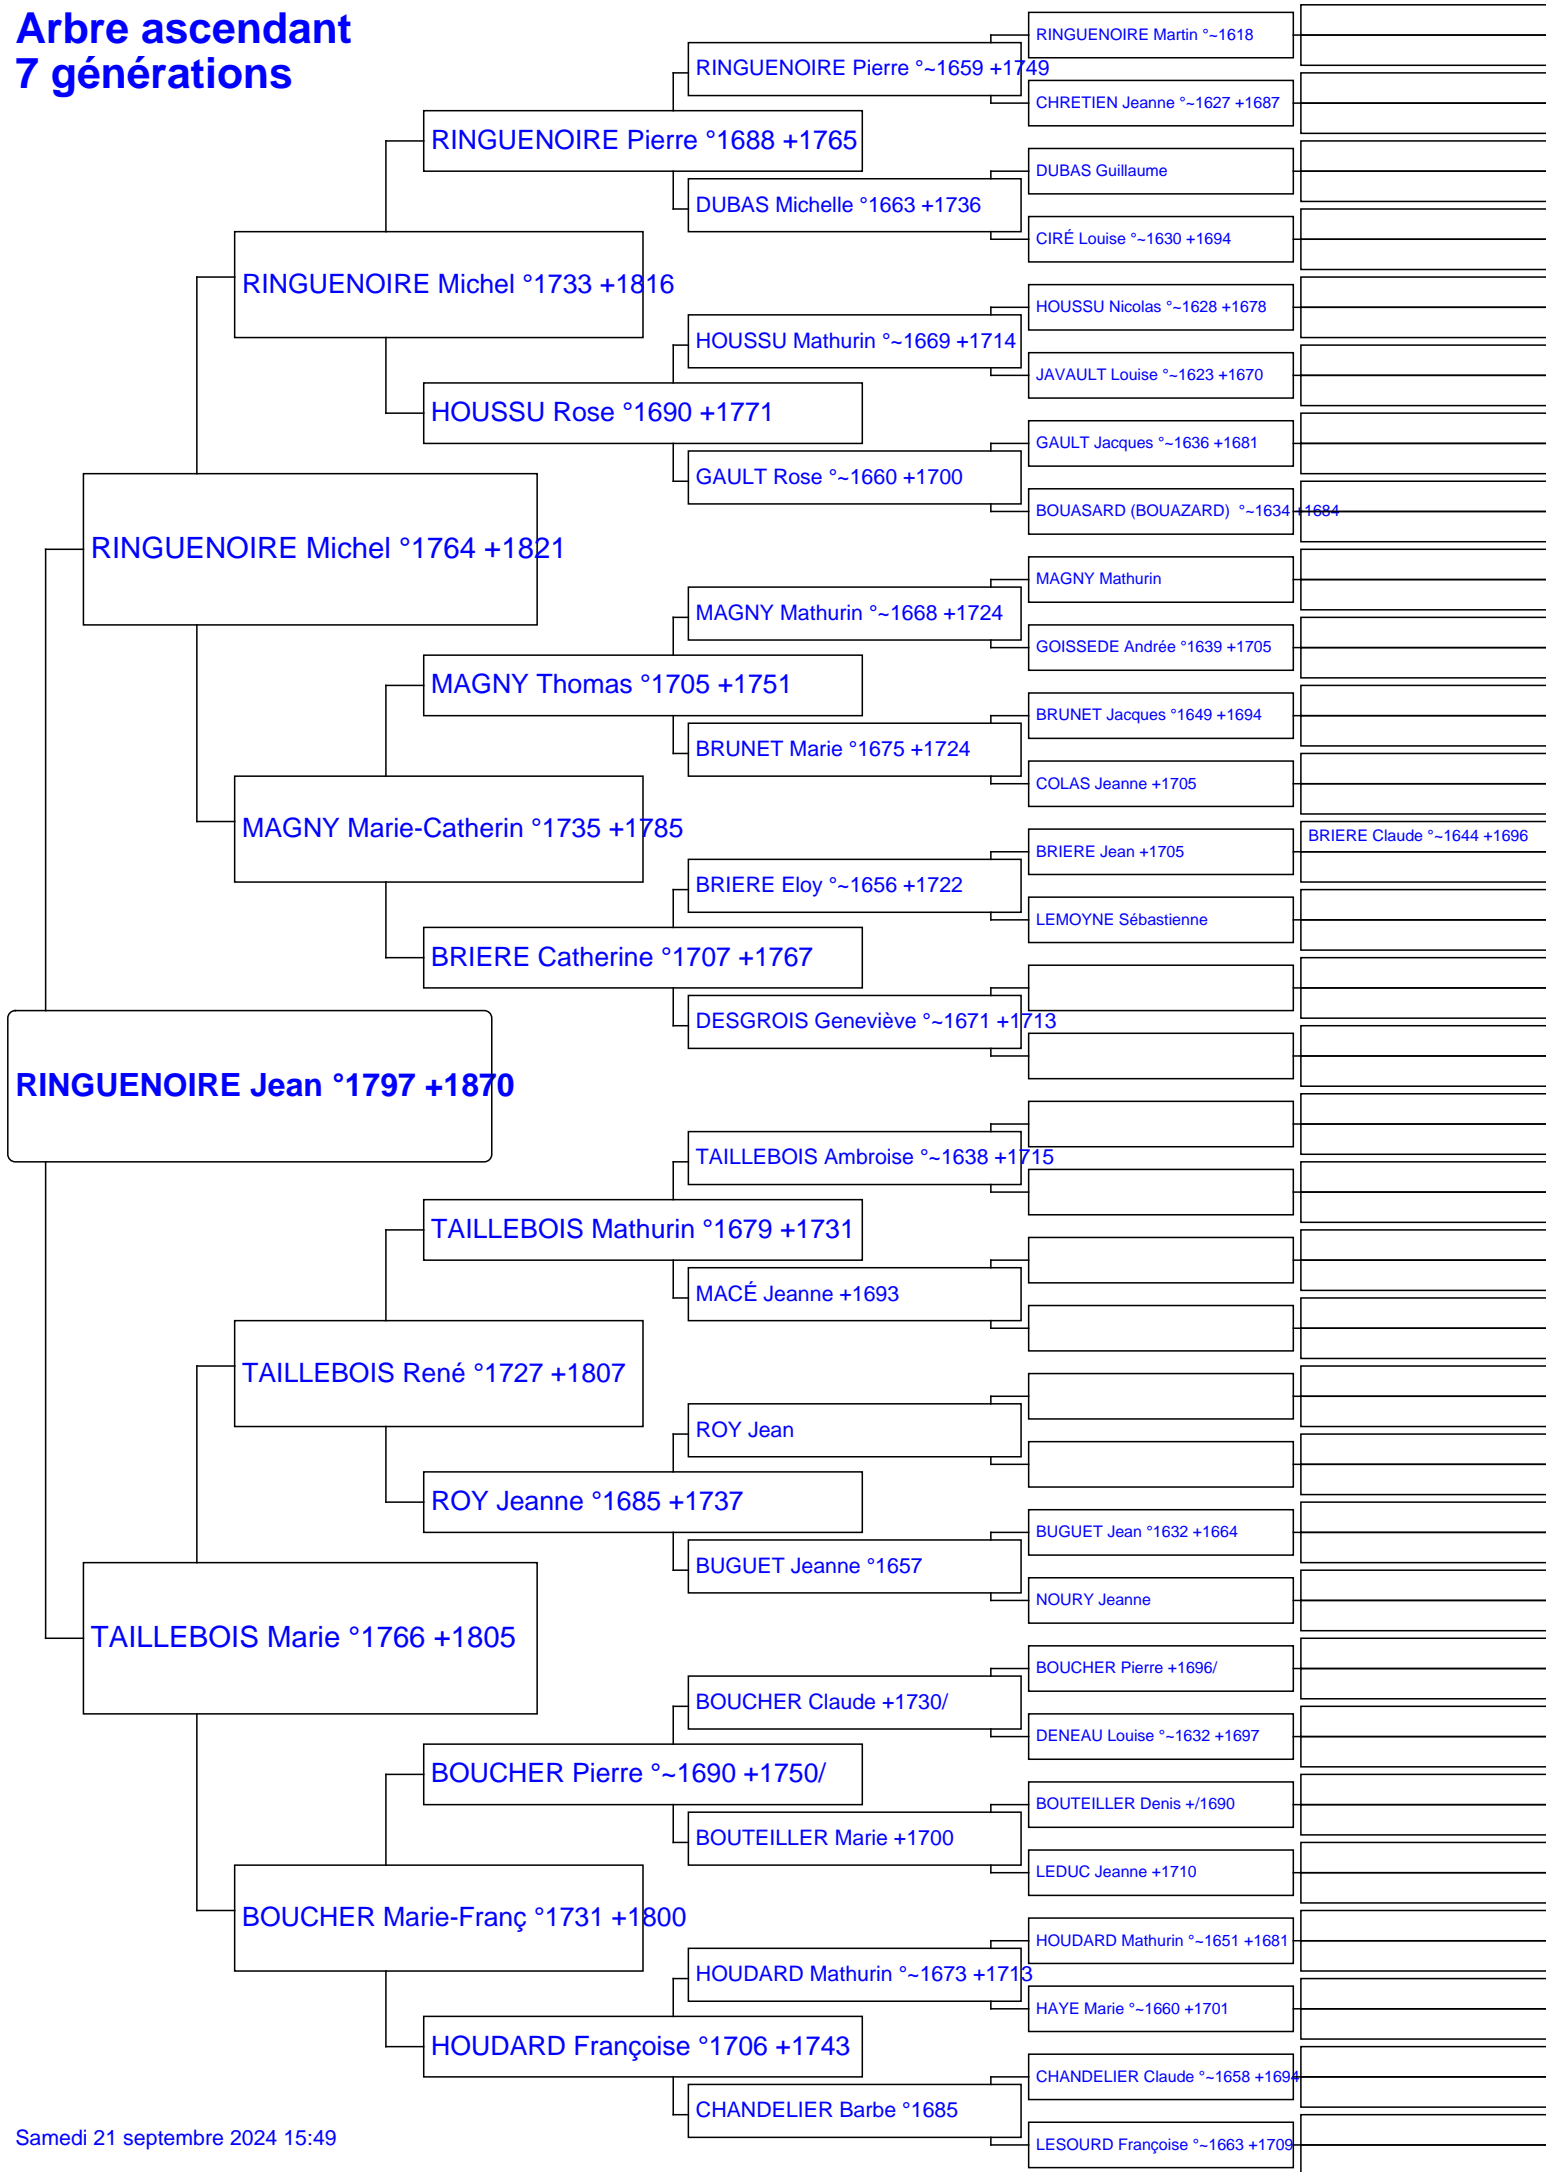 Arbre ascendant
7 générations
RINGUENOIRE Martin °~1618
RINGUENOIRE Pierre °~1659 +1749
CHRETIEN Jeanne °~1627 +1687
RINGUENOIRE Pierre °1688 +1765
DUBAS Guillaume
DUBAS Michelle °1663 +1736
CIRÉ Louise °~1630 +1694
RINGUENOIRE Michel °1733 +1816
HOUSSU Nicolas °~1628 +1678
HOUSSU Mathurin °~1669 +1714
JAVAULT Louise °~1623 +1670
HOUSSU Rose °1690 +1771
GAULT Jacques °~1636 +1681
GAULT Rose °~1660 +1700
BOUASARD (BOUAZARD)  °~1634 +1684
RINGUENOIRE Michel °1764 +1821
MAGNY Mathurin
MAGNY Mathurin °~1668 +1724
GOISSEDE Andrée °1639 +1705
MAGNY Thomas °1705 +1751
BRUNET Jacques °1649 +1694
BRUNET Marie °1675 +1724
COLAS Jeanne +1705
MAGNY Marie-Catherin °1735 +1785
BRIERE Claude °~1644 +1696
BRIERE Jean +1705
BRIERE Eloy °~1656 +1722
LEMOYNE Sébastienne
BRIERE Catherine °1707 +1767
DESGROIS Geneviève °~1671 +1713
RINGUENOIRE Jean °1797 +1870
TAILLEBOIS Ambroise °~1638 +1715
TAILLEBOIS Mathurin °1679 +1731
MACÉ Jeanne +1693
TAILLEBOIS René °1727 +1807
ROY Jean
ROY Jeanne °1685 +1737
BUGUET Jean °1632 +1664
BUGUET Jeanne °1657
NOURY Jeanne
TAILLEBOIS Marie °1766 +1805
BOUCHER Pierre +1696/
BOUCHER Claude +1730/
DENEAU Louise °~1632 +1697
BOUCHER Pierre °~1690 +1750/
BOUTEILLER Denis +/1690
BOUTEILLER Marie +1700
LEDUC Jeanne +1710
BOUCHER Marie-Franç °1731 +1800
HOUDARD Mathurin °~1651 +1681
HOUDARD Mathurin °~1673 +1713
HAYE Marie °~1660 +1701
HOUDARD Françoise °1706 +1743
CHANDELIER Claude °~1658 +1694
CHANDELIER Barbe °1685
LESOURD Françoise °~1663 +1709
Samedi 21 septembre 2024 15:49